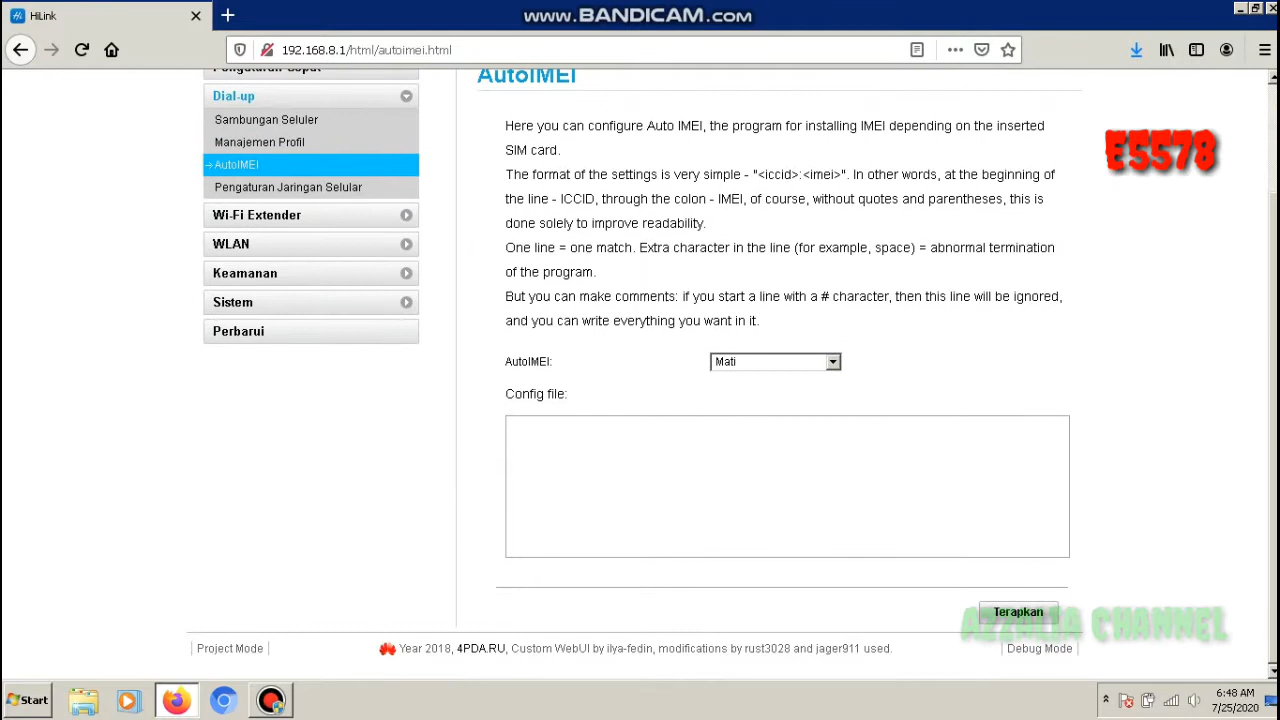 HiLink
www.BANDICAM.com
192.168.8.1/html/autoimei.html
Pengaturan Cepat
AutoIMEI
Dial-up
Sambungan Seluler
Manajemen Profil
AutoIMEI
Pengaturan Jaringan Selular
Wi-Fi Extender
WLAN
Keamanan
Sistem
Perbarui
E5578
Here you can configure Auto IMEI, the program for installing IMEI depending on the inserted
SIM card.
The format of the settings is very simple - "<iccid>:<imei>". In other words, at the beginning of
the line - ICCID, through the colon - IMEI, of course, without quotes and parentheses, this is
done solely to improve readability.
One line = one match. Extra character in the line (for example, space) = abnormal termination
of the program.
But you can make comments: if you start a line with a # character, then this line will be ignored,
and you can write everything you want in it.
AutoIMEI: Mati
Config file:
Terapkan
AZZURA CHANNEL
Project Mode
Year 2018, 4PDA.RU, Custom WebUI by ilya-fedin, modifications by rust3028 and jager911 used.
Debug Mode
Start
6:48 AM
7/25/2020